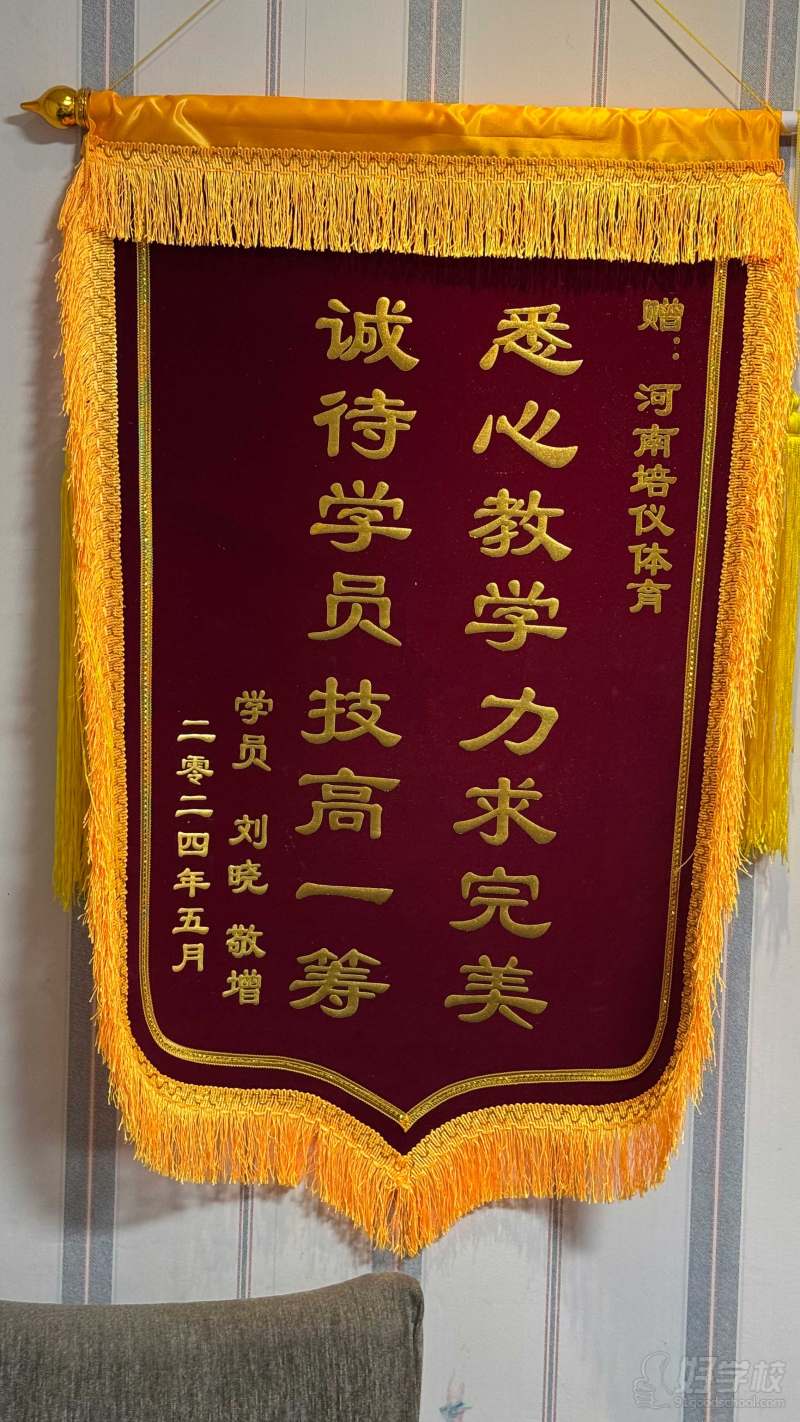 赠：河南培仪体育
悉心教学力求完美
诚待学员技高一筹
学员 刘晓 敬增
二零二四年五月
好学校
91goodschool.com